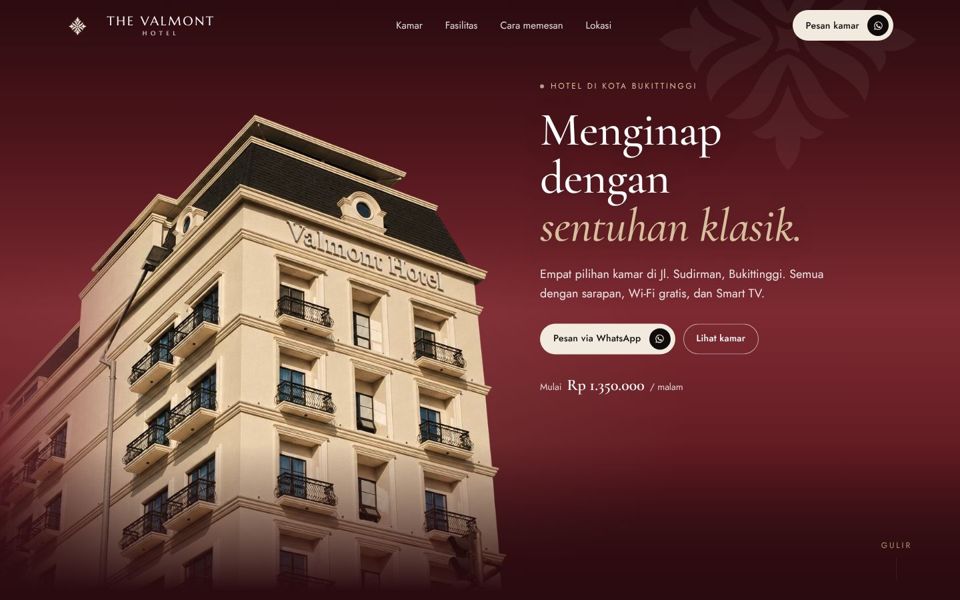 THE VALMONT
HOTEL
Kamar
Fasilitas
Cara memesan
Lokasi
Pesan kamar
HOTEL DI KOTA BUKITTINGGI
Menginap
dengan
sentuhan klasik.
Empat pilihan kamar di Jl. Sudirman, Bukittinggi. Semua
dengan sarapan, Wi-Fi gratis, dan Smart TV.
Pesan via WhatsApp
Lihat kamar
Mulai Rp 1.350.000 / malam
Valmont Hotel
GULIR